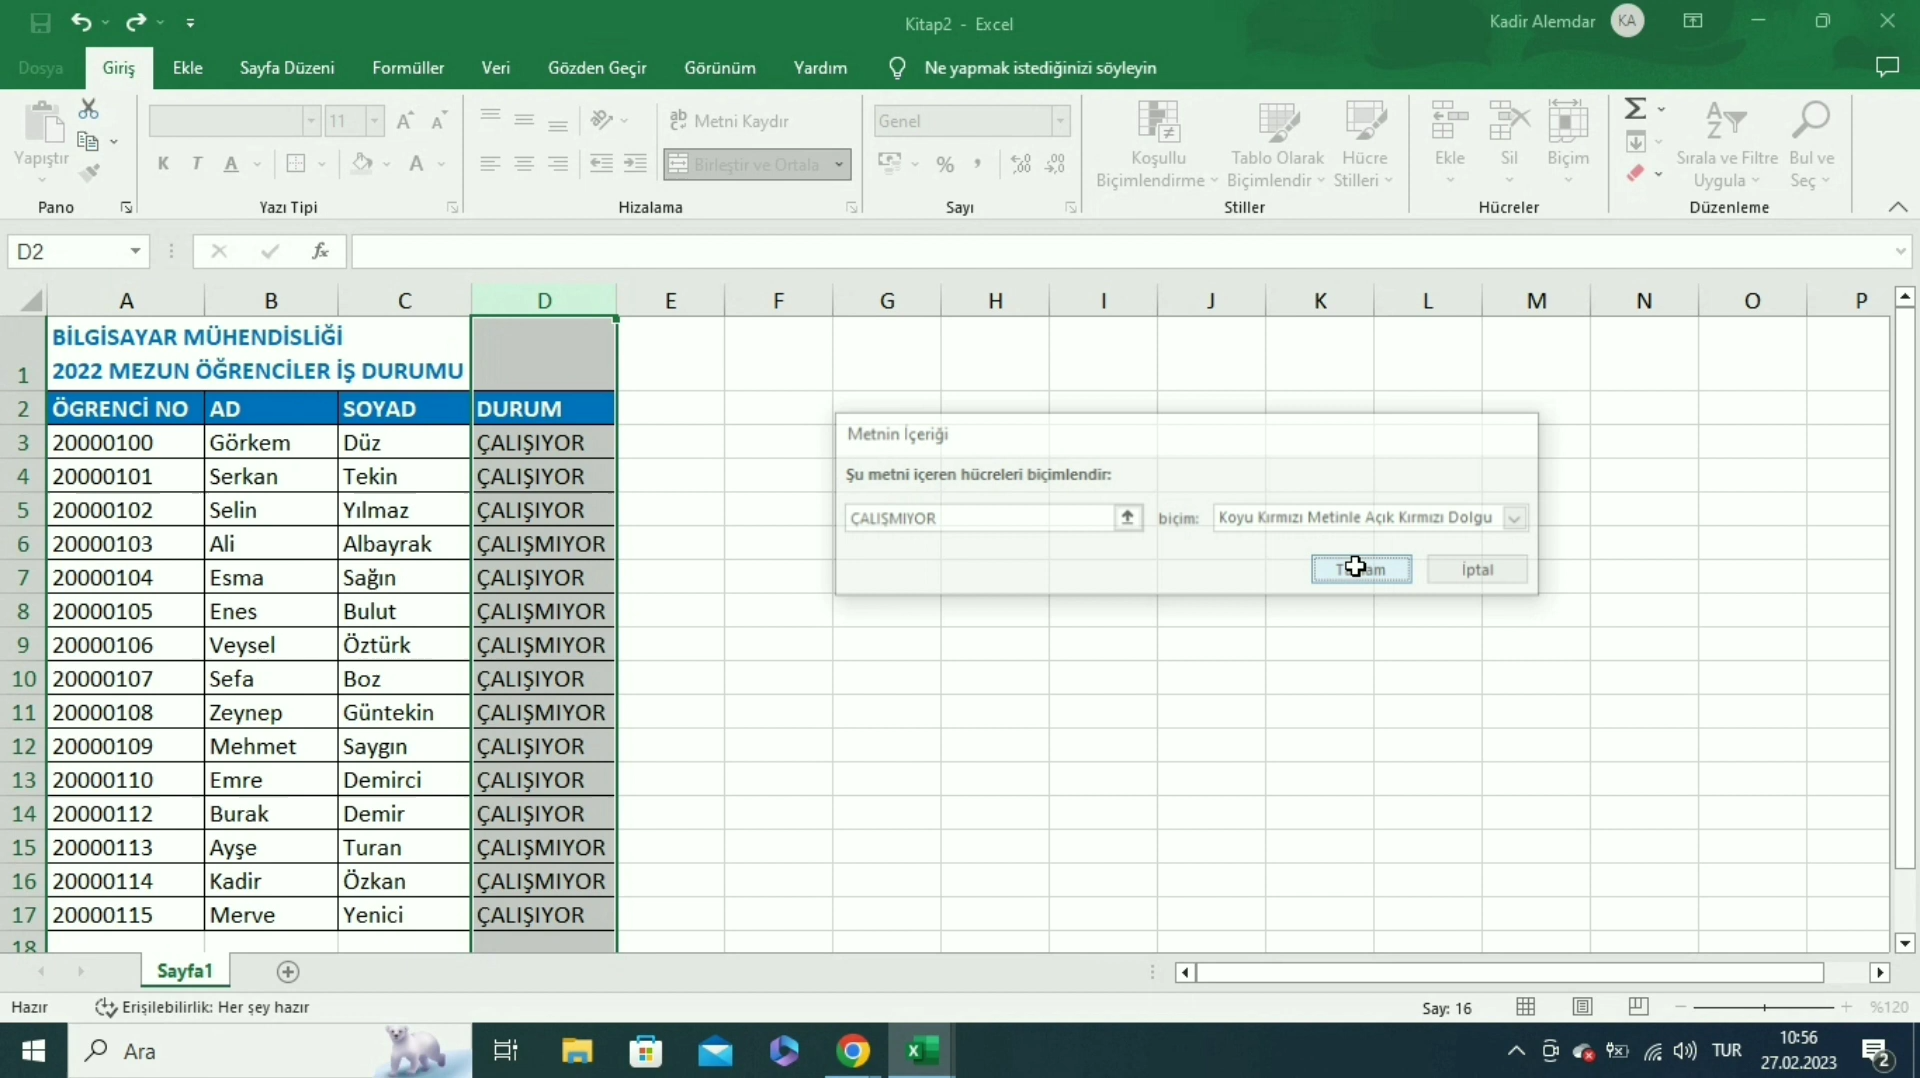 Kitap2 - Excel
Kadir Alemdar
KA
Dosya
Giriş
Ekle
Sayfa Düzeni
Formüller
Veri
Gözden Geçir
Görünüm
Yardım
Ne yapmak istediğinizi söyleyin
Yapıştır
11
K T A
A
ab
Metni Kaydır
Birleştir ve Ortala
Genel
%
Koşullu
Biçimlendirme
Tablo Olarak
Biçimlendir
Hücre
Stilleri
Ekle
Sil
Biçim
Sırala ve Filtre
Uygula
Bul ve
Seç
Pano
Yazı Tipi
Hizalama
Sayı
Stiller
Hücreler
Düzenleme
D2
fx
A B C D E F G H I J K L M N O P
1 BİLGİSAYAR MÜHENDİSLİĞİ
2022 MEZUN ÖĞRENCİLER İŞ DURUMU
2 ÖGRENCİ NO AD SOYAD DURUM
3 20000100 Görkem Düz ÇALIŞIYOR
4 20000101 Serkan Tekin ÇALIŞIYOR
5 20000102 Selin Yılmaz ÇALIŞIYOR
6 20000103 Ali Albayrak ÇALIŞMIYOR
7 20000104 Esma Sağın ÇALIŞIYOR
8 20000105 Enes Bulut ÇALIŞMIYOR
9 20000106 Veysel Öztürk ÇALIŞMIYOR
10 20000107 Sefa Boz ÇALIŞIYOR
11 20000108 Zeynep Güntekin ÇALIŞMIYOR
12 20000109 Mehmet Saygın ÇALIŞIYOR
13 20000110 Emre Demirci ÇALIŞIYOR
14 20000112 Burak Demir ÇALIŞIYOR
15 20000113 Ayşe Turan ÇALIŞMIYOR
16 20000114 Kadir Özkan ÇALIŞMIYOR
17 20000115 Merve Yenici ÇALIŞIYOR
18
Metnin İçeriği
Şu metni içeren hücreleri biçimlendir:
ÇALIŞMIYOR
biçim:
Koyu Kırmızı Metinle Açık Kırmızı Dolgu
İptal
Sayfa1
Hazır
Erişilebilirlik: Her şey hazır
Say: 16
%120
Ara
TUR
10:56
27.02.2023
2